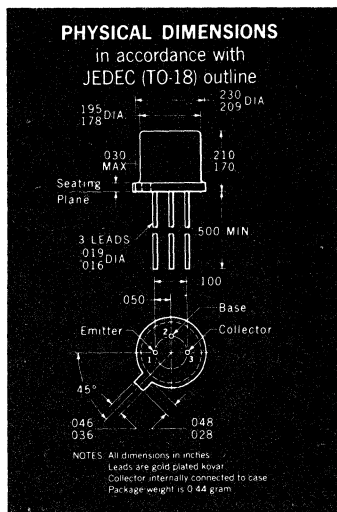 PHYSICAL DIMENSIONS
in accordance with
JEDEC (TO-18) outline
.230
.209 DIA
.195
.178 DIA.
.030
MAX
.210
.170
Seating
Plane
.500 MIN
3 LEADS
.019
.016 DIA
.100
.050
Base
Emitter
Collector
2
1
3
45°
.046
.036
.048
.028
NOTES: All dimensions in inches
Leads are gold plated kovar
Collector internally connected to case
Package weight is 0.44 gram